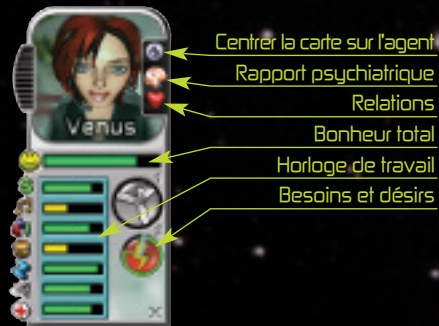 Centrer la carte sur l'agent
Rapport psychiatrique
Relations
Venus
Bonheur total
Horloge de travail
Besoins et désirs